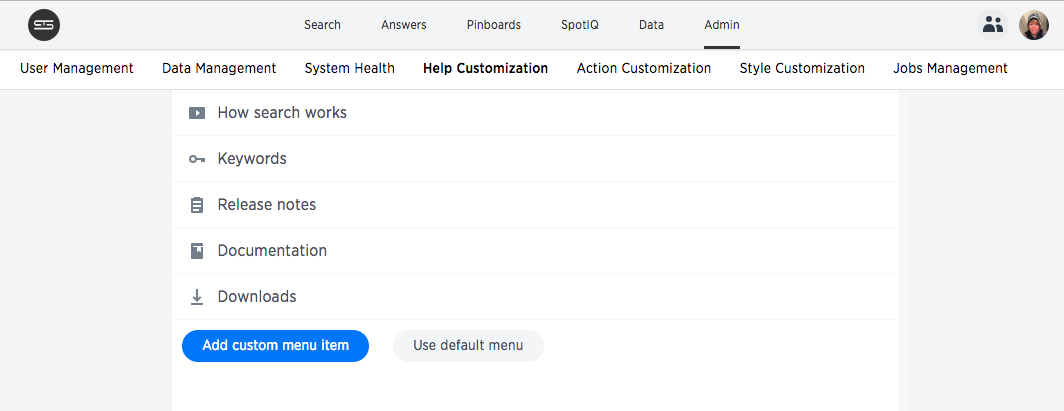 Search Answers Pinboards SpotIQ Data Admin
User Management Data Management System Health Help Customization Action Customization Style Customization Jobs Management
How search works
Keywords
Release notes
Documentation
Downloads
Add custom menu item Use default menu